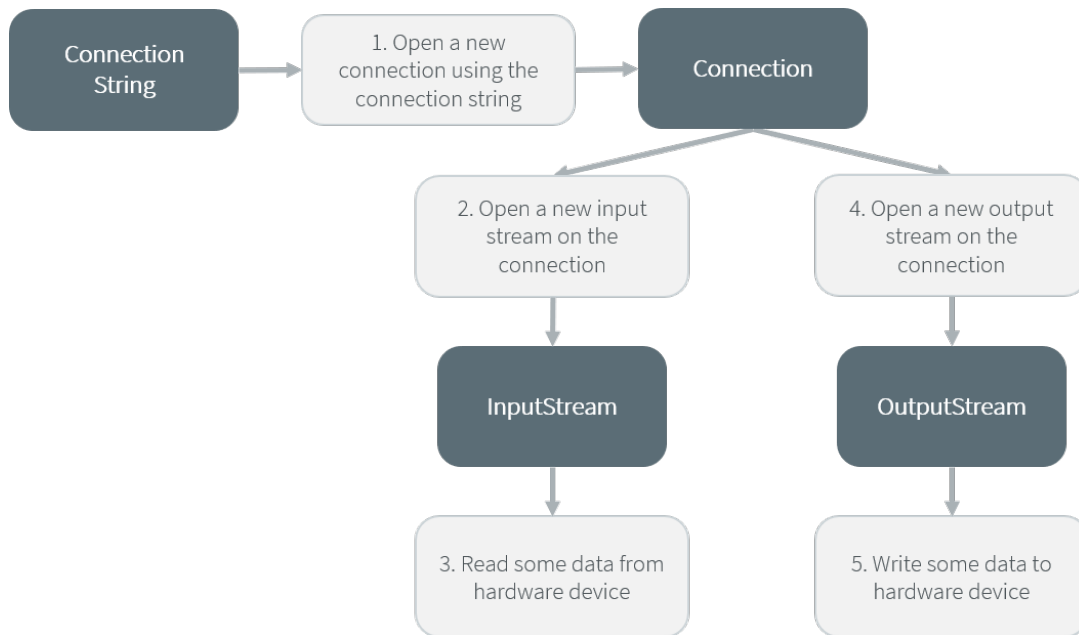 Connection
String
1. Open a new
connection using the
connection string
Connection
2. Open a new input
stream on the
connection
4. Open a new output
stream on the
connection
InputStream
OutputStream
3. Read some data from
hardware device
5. Write some data to
hardware device